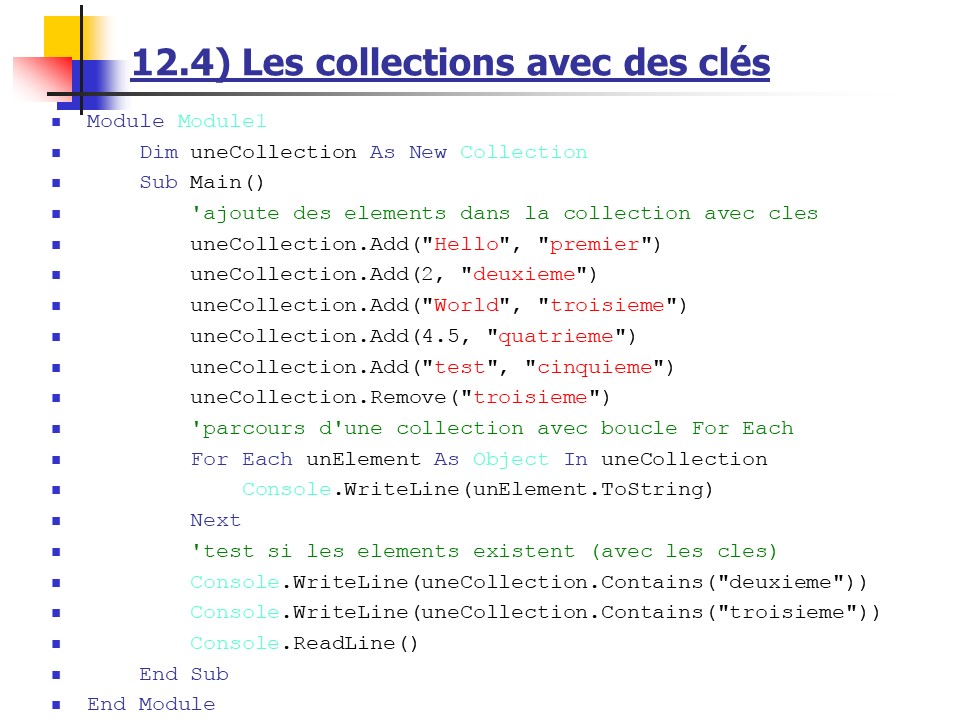 12.4) Les collections avec des clés
Module Module1
Dim uneCollection As New Collection
Sub Main()
'ajoute des elements dans la collection avec cles
uneCollection.Add("Hello", "premier")
uneCollection.Add(2, "deuxieme")
uneCollection.Add("World", "troisieme")
uneCollection.Add(4.5, "quatrieme")
uneCollection.Add("test", "cinquieme")
uneCollection.Remove("troisieme")
'parcours d'une collection avec boucle For Each
For Each unElement As Object In uneCollection
Console.WriteLine(unElement.ToString)
Next
'test si les elements existent (avec les cles)
Console.WriteLine(uneCollection.Contains("deuxieme"))
Console.WriteLine(uneCollection.Contains("troisieme"))
Console.ReadLine()
End Sub
End Module